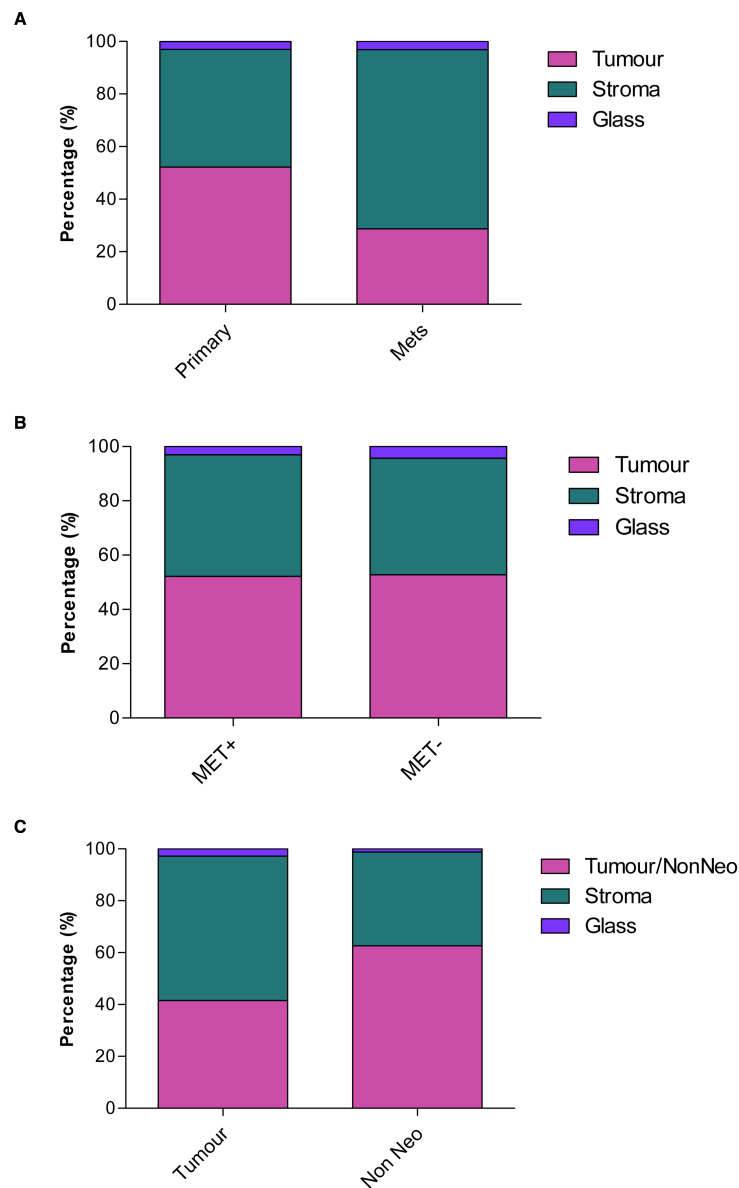 A
100
80
60
40
20
0
Percentage (%)
Primary
Mets
Tumour
Stroma
Glass
B
100
80
60
40
20
0
Percentage (%)
MET+
MET-
Tumour
Stroma
Glass
C
100
80
60
40
20
0
Percentage (%)
Tumour
Non Neo
Tumour/NonNeo
Stroma
Glass